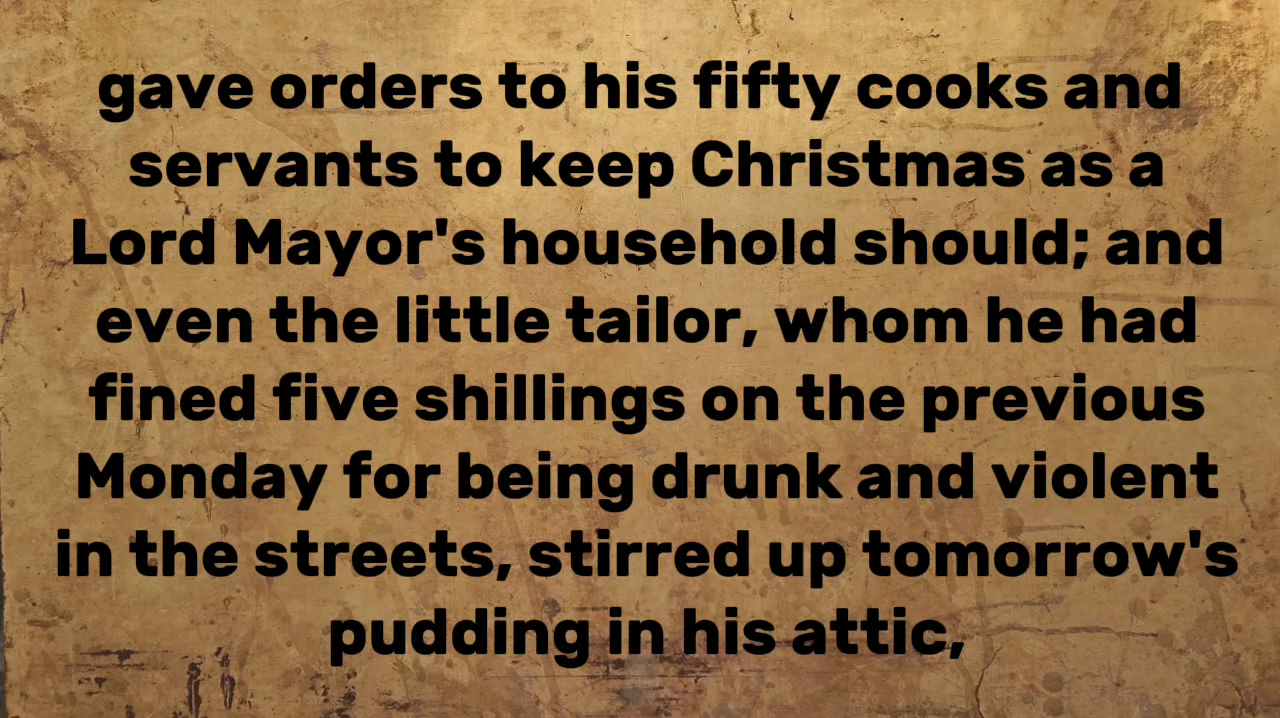 gave orders to his fifty cooks and
servants to keep Christmas as a
Lord Mayor's household should; and
even the little tailor, whom he had
fined five shillings on the previous
Monday for being drunk and violent
in the streets, stirred up tomorrow's
pudding in his attic,